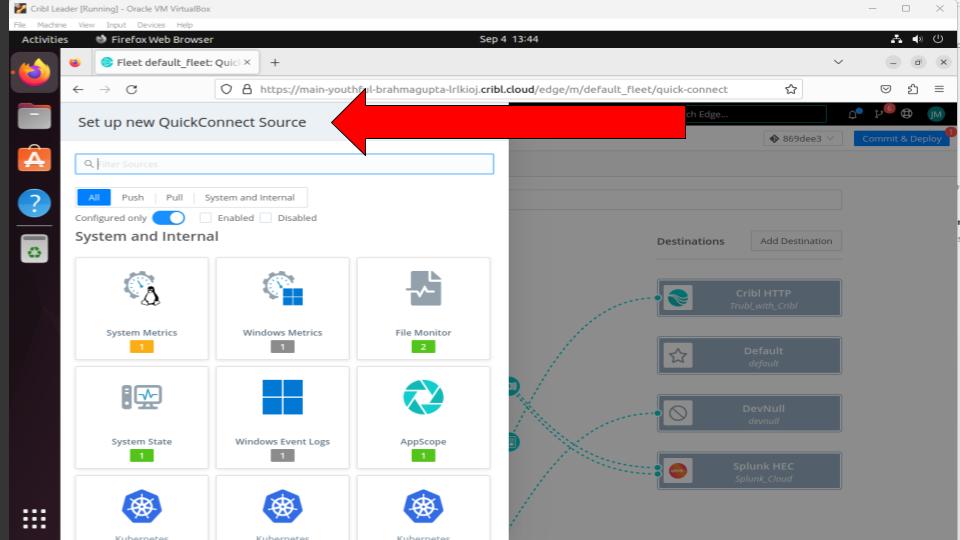 Cribl Leader [Running] - Oracle VM VirtualBox
File Machine View Input Devices Help
Activities Firefox Web Browser Sep 4 13:44
Fleet default_fleet: Quic
https://main-youthful-brahmagupta-lrlkioj.cribl.cloud/edge/m/default_fleet/quick-connect
Set up new QuickConnect Source
ch Edge...
6
JM
869dee3
Commit & Deploy
1
Filter Sources
All Push Pull System and Internal
Configured only Enabled Disabled
System and Internal
Destinations Add Destination
System Metrics Windows Metrics File Monitor
1 1 2
System State Windows Event Logs AppScope
1 1 1
Kubernetes Kubernetes Kubernetes
Cribl HTTP
Trubl_with_Cribl
Default
default
DevNull
devnull
Splunk HEC
Splunk_Cloud